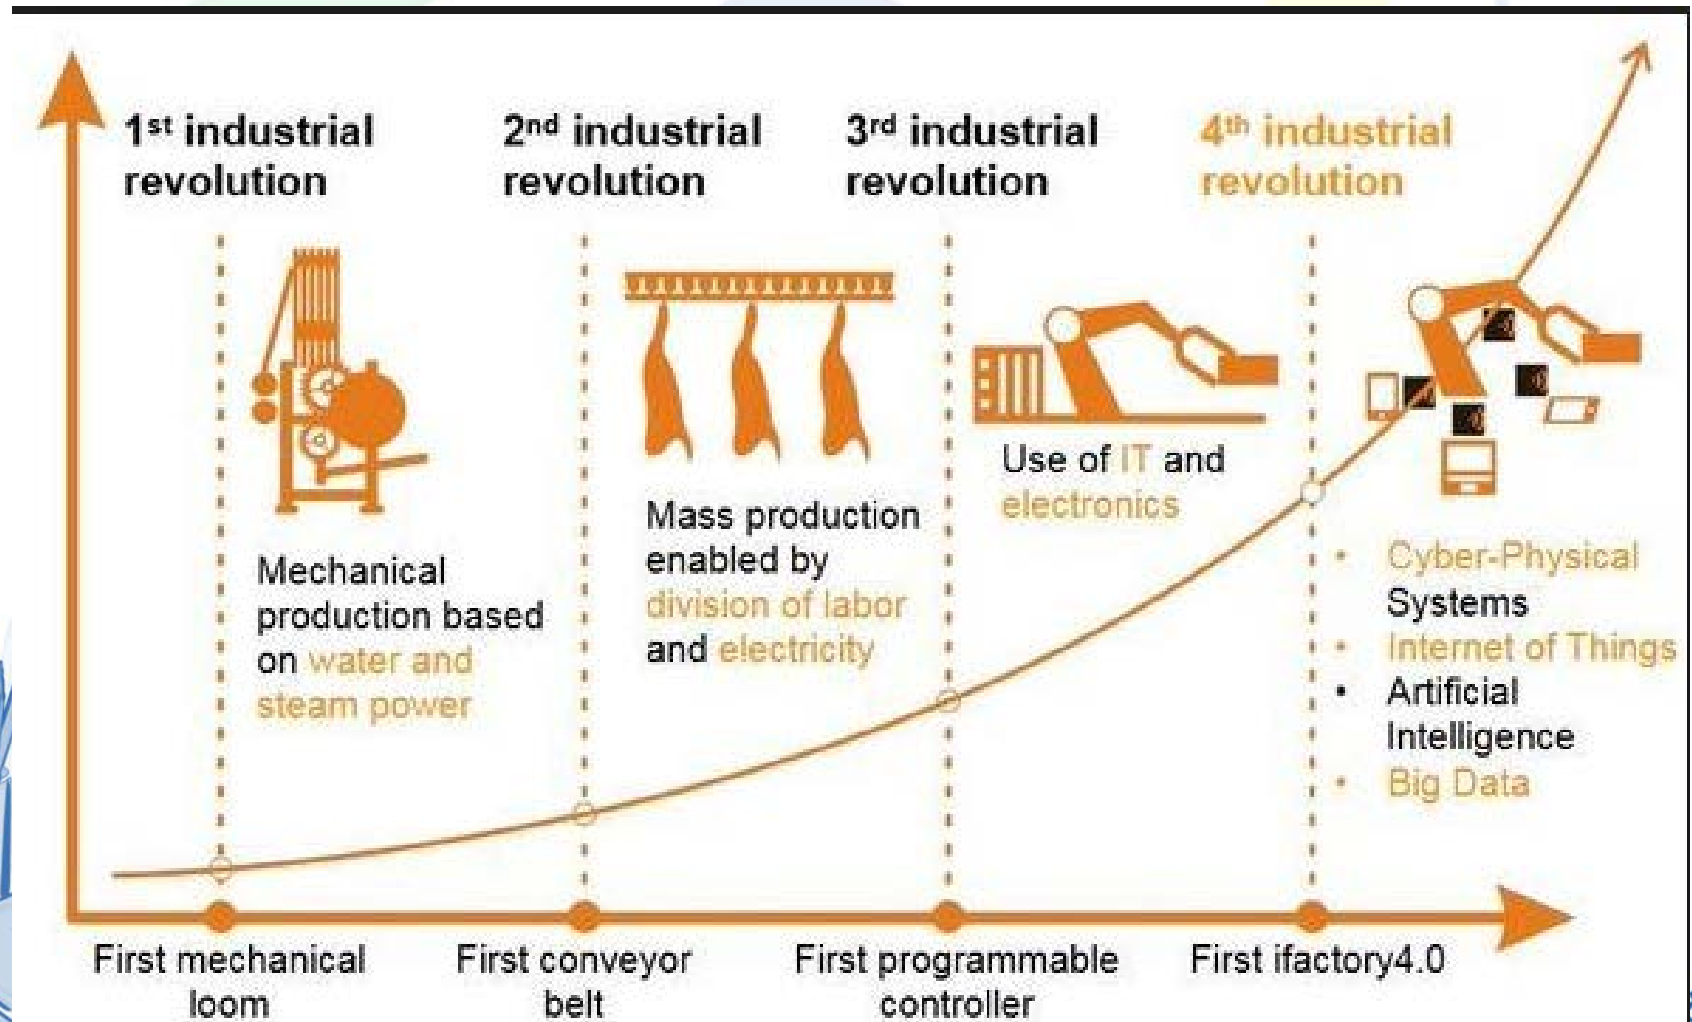 1st industrial
revolution
2nd industrial
revolution
3rd industrial
revolution
4th industrial
revolution
Mechanical
production based
on water and
steam power
Mass production
enabled by
division of labor
and electricity
Use of IT and
electronics
• Cyber-Physical
Systems
• Internet of Things
• Artificial
Intelligence
• Big Data
First mechanical
loom
First conveyor
belt
First programmable
controller
First ifactory4.0